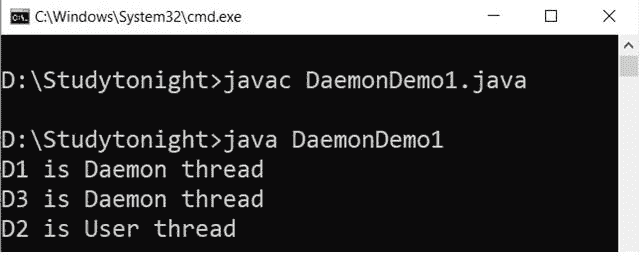 C:\Windows\System32\cmd.exe
D:\Studytonight>javac DaemonDemo1.java
D:\Studytonight>java DaemonDemo1
D1 is Daemon thread
D3 is Daemon thread
D2 is User thread